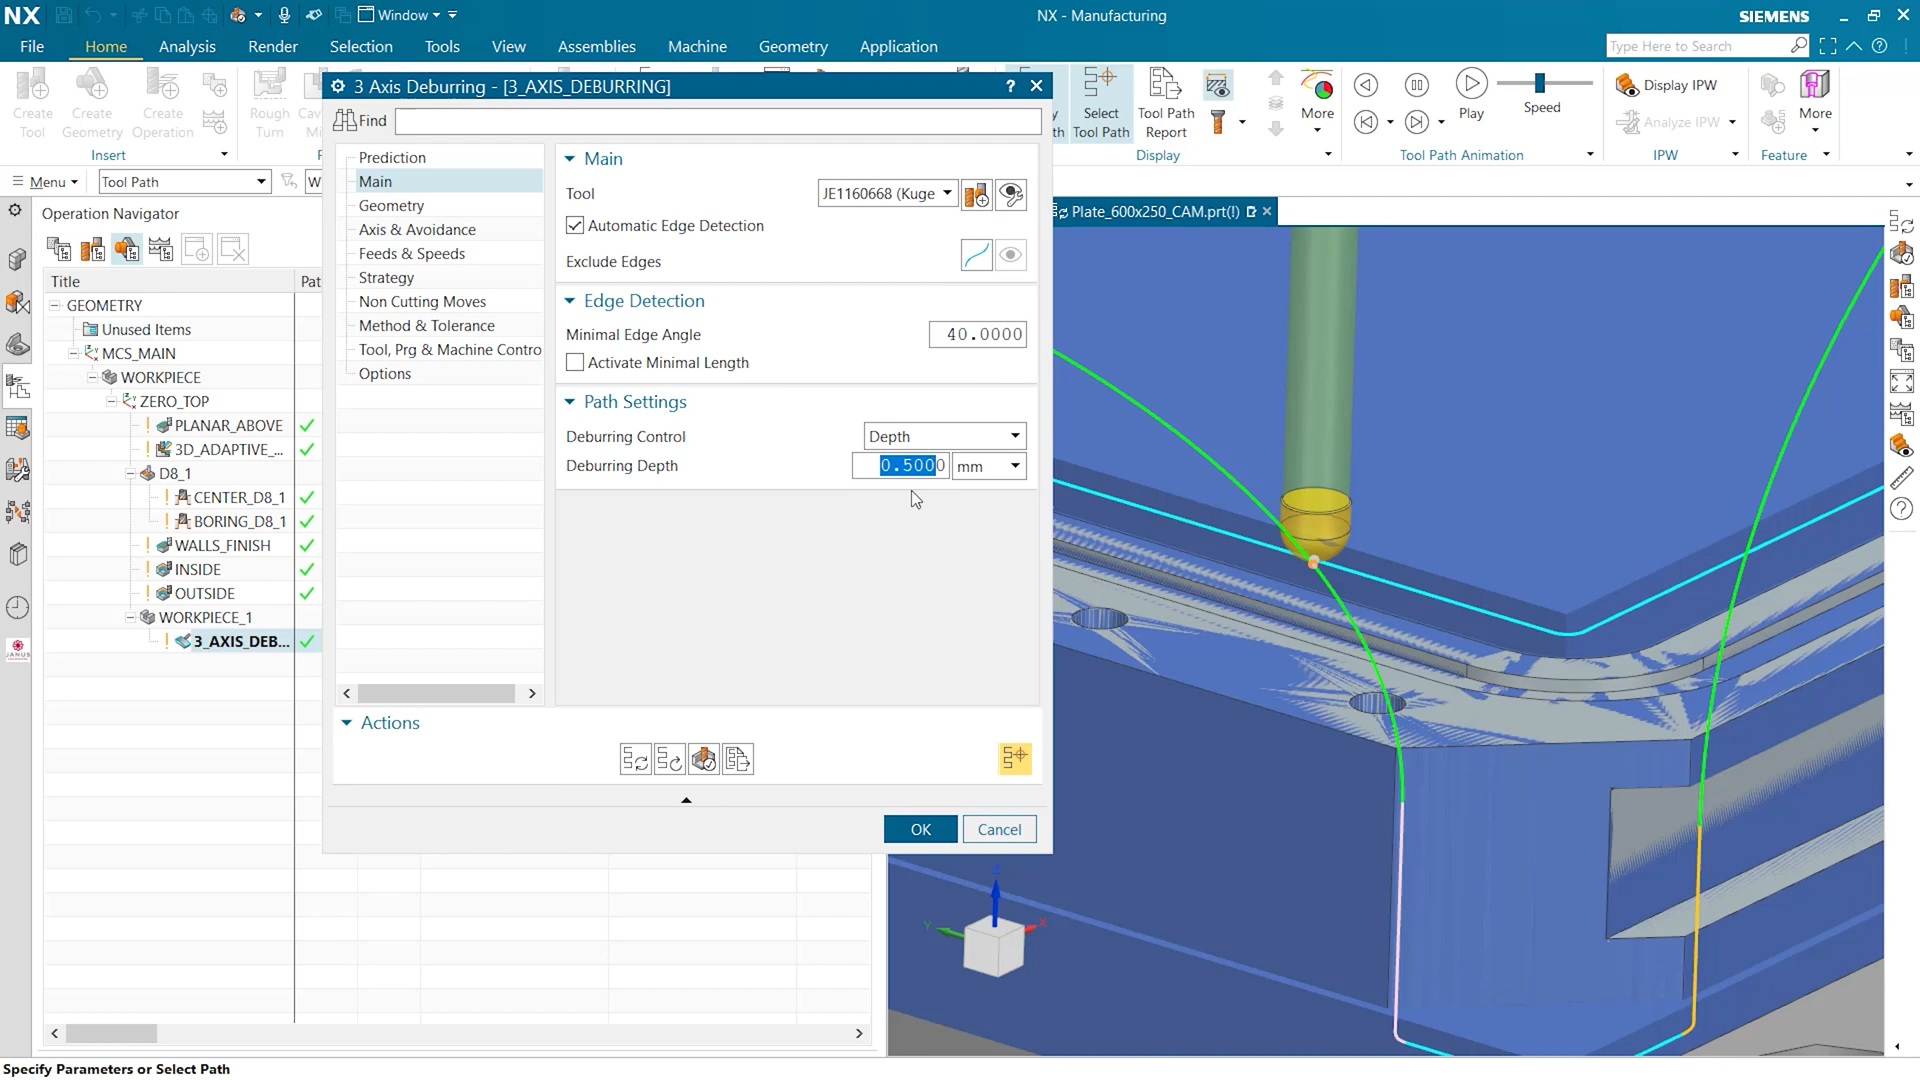 NX
Window
NX - Manufacturing
SIEMENS
File
Home
Analysis
Render
Selection
Tools
View
Assemblies
Machine
Geometry
Application
Type Here to Search
Create Tool
Create Geometry
Create Operation
Rough Turn
Insert
Select Tool Path
Tool Path Report
More
Display
Play
Speed
Tool Path Animation
Display IPW
Analyze IPW
IPW
More
Feature
Menu
Tool Path
W
Plate_600x250_CAM.prt(!)
Operation Navigator
Title
Pat
GEOMETRY
Unused Items
MCS_MAIN
WORKPIECE
ZERO_TOP
PLANAR_ABOVE
3D_ADAPTIVE_...
D8_1
CENTER_D8_1
BORING_D8_1
WALLS_FINISH
INSIDE
OUTSIDE
WORKPIECE_1
3_AXIS_DEB...
3 Axis Deburring - [3_AXIS_DEBURRING]
Find
Prediction
Main
Geometry
Axis & Avoidance
Feeds & Speeds
Strategy
Non Cutting Moves
Method & Tolerance
Tool, Prg & Machine Contro
Options
Main
Tool
JE1160668 (Kuge
Automatic Edge Detection
Exclude Edges
Edge Detection
Minimal Edge Angle
40.0000
Activate Minimal Length
Path Settings
Deburring Control
Depth
Deburring Depth
0.5000
mm
Actions
OK
Cancel
Z
Y
X
JANUS
Specify Parameters or Select Path